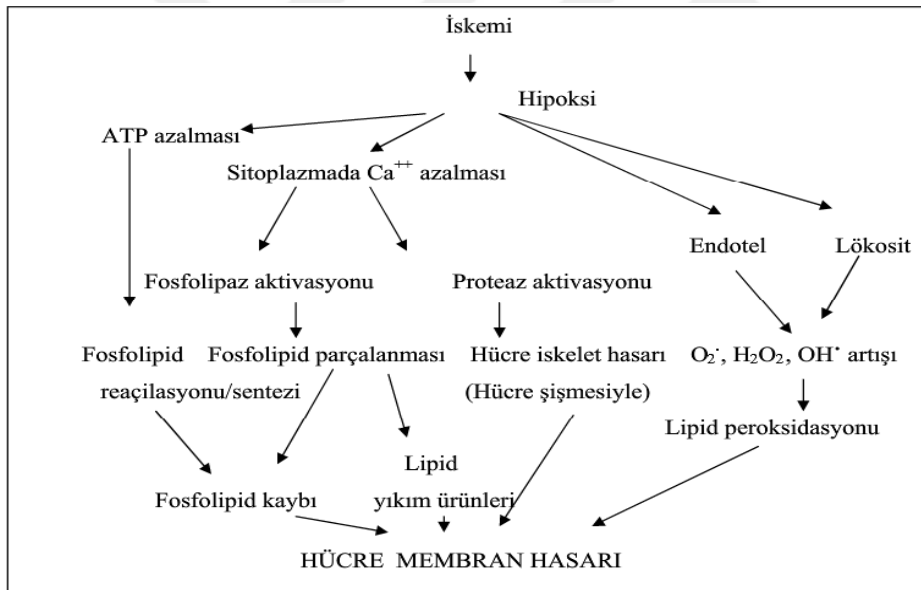 İskemi
Hipoksi
ATP azalması
Sitoplazmada Ca++ azalması
Endotel
Lökosit
Fosfolipaz aktivasyonu
Proteaz aktivasyonu
Fosfolipid
reaçilasyonu/sentezi
Fosfolipid parçalanması
Hücre iskelet hasarı
(Hücre şişmesiyle)
O2·, H2O2, OH• artışı
Lipid peroksidasyonu
Lipid
yıkım ürünleri
Fosfolipid kaybı
HÜCRE MEMBRAN HASARI